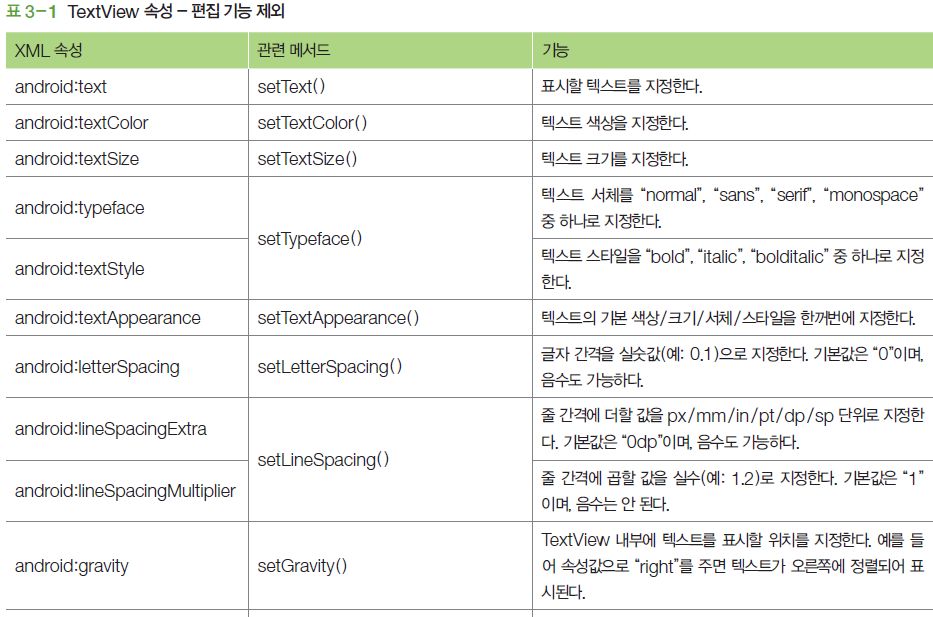 표 3-1 TextView 속성 - 편집 기능 제외
XML 속성 관련 메서드 기능
android:text setText() 표시할 텍스트를 지정한다.
android:textColor setTextColor() 텍스트 색상을 지정한다.
android:textSize setTextSize() 텍스트 크기를 지정한다.
android:typeface
텍스트 서체를 “normal”, “sans”, “serif”, “monospace”
중 하나로 지정한다.
setTypeface()
android:textStyle
텍스트 스타일을 “bold”, “italic”, “bolditalic” 중 하나로 지정
한다.
android:textAppearance setTextAppearance() 텍스트의 기본 색상/크기/서체/스타일을 한꺼번에 지정한다.
android:letterSpacing setLetterSpacing()
글자 간격을 실숫값(예: 0.1)으로 지정한다. 기본값은 “0”이며,
음수도 가능하다.
android:lineSpacingExtra
줄 간격에 더할 값을 px/mm/in/pt/dp/sp 단위로 지정한
다. 기본값은 “0dp”이며, 음수도 가능하다.
setLineSpacing()
android:lineSpacingMultiplier
줄 간격에 곱할 값을 실수(예: 1.2)로 지정한다. 기본값은 “1”
이며, 음수는 안 된다.
android:gravity setGravity()
TextView 내부에 텍스트를 표시할 위치를 지정한다. 예를 들
어 속성값으로 “right”를 주면 텍스트가 오른쪽에 정렬되어 표
시된다.